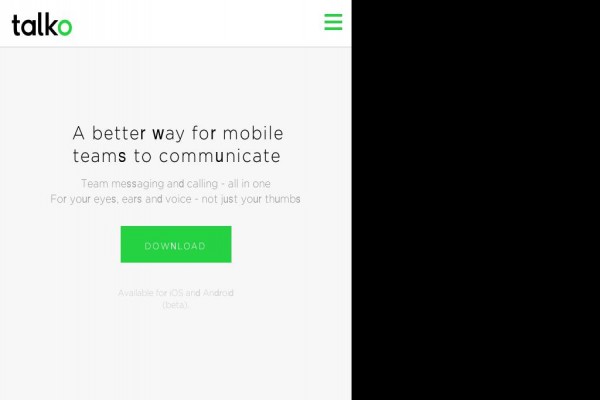 talko
A better way for mobile
teams to communicate
Team messaging and calling - all in one
For your eyes, ears and voice - not just your thumbs
DOWNLOAD
Available for iOS and Android
(beta)